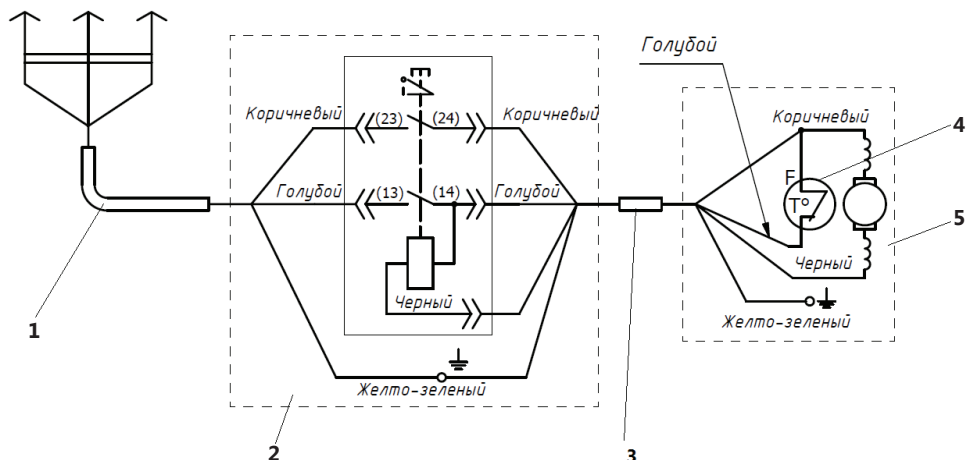 Голубой
Коричневый (23) (24) Коричневый
Коричневый
4
F
T°
Голубой (13) (14) Голубой
5
Черный
Черный
Желто-зеленый
1
Желто-зеленый
2
3